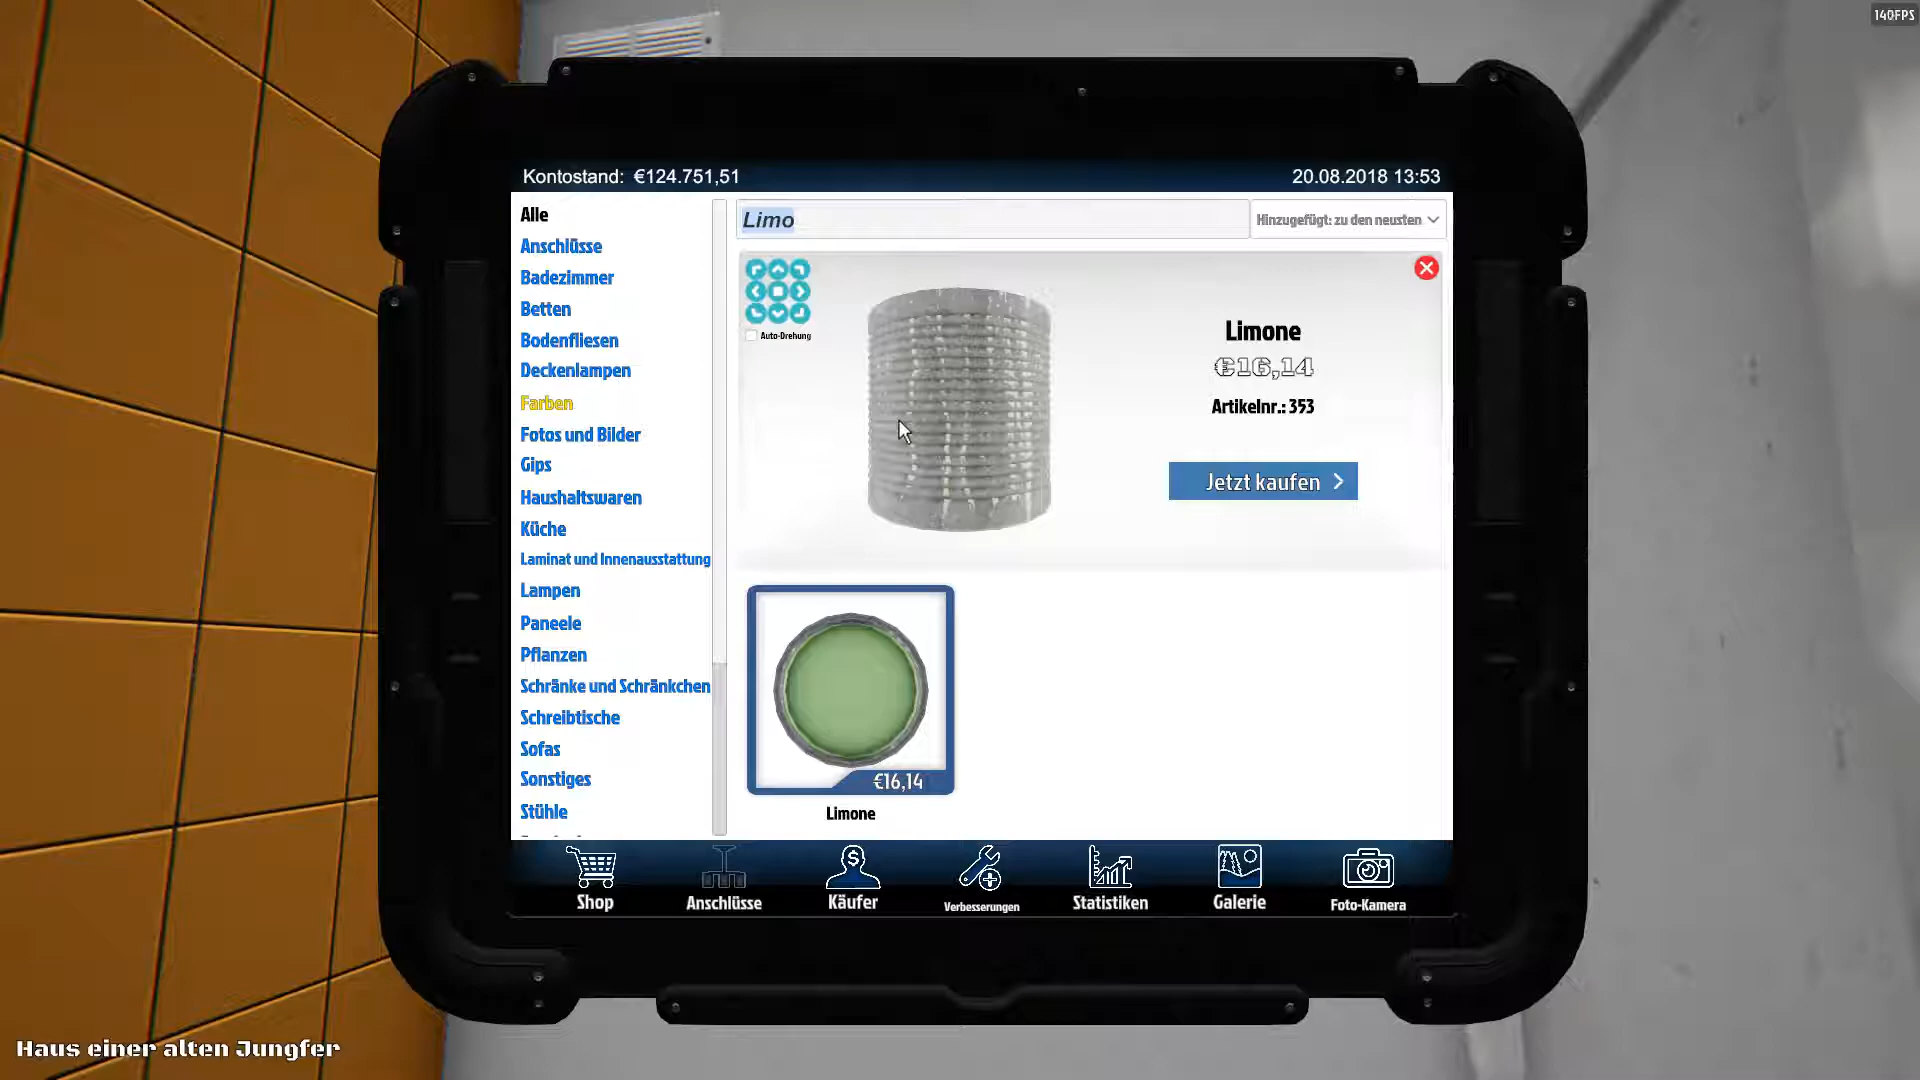 140FPS
Kontostand: €124.751,51
20.08.2018 13:53
Alle
Anschlüsse
Badezimmer
Betten
Bodenfliesen
Deckenlampen
Farben
Fotos und Bilder
Gips
Haushaltswaren
Küche
Laminat und Innenausstattung
Lampen
Paneele
Pflanzen
Schränke und Schränkchen
Schreibtische
Sofas
Sonstiges
Stühle
Limo
Hinzugefügt: zu den neusten
Auto-Drehung
Limone
€16,14
Artikelnr.: 353
Jetzt kaufen
€16,14
Limone
Shop
Anschlüsse
Käufer
Verbesserungen
Statistiken
Galerie
Foto-Kamera
Haus einer alten Jungfer